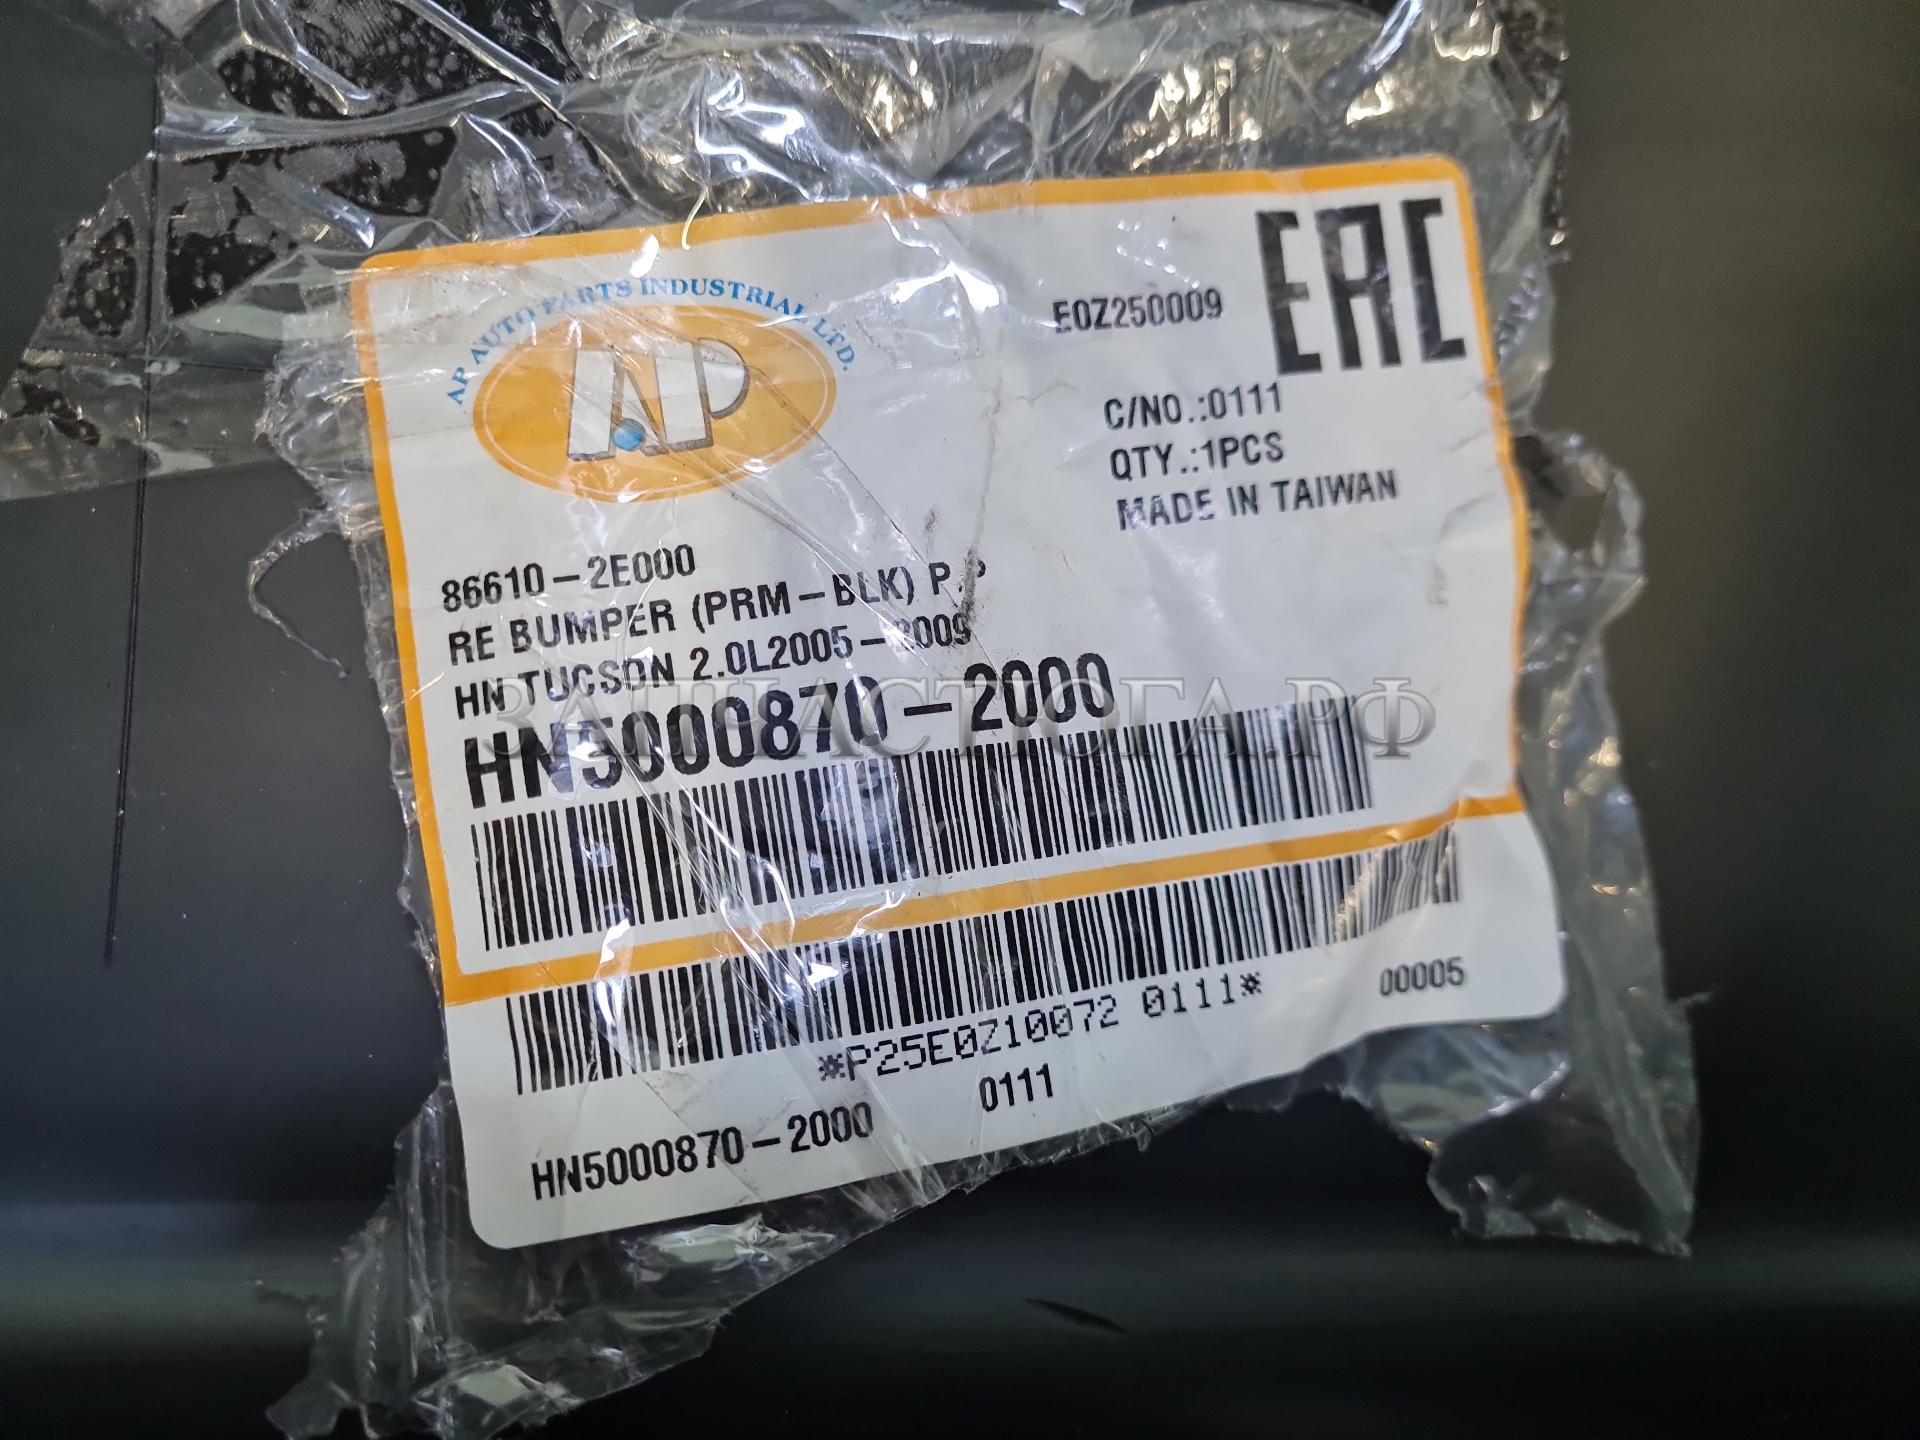 AP AUTO PARTS INDUSTRIAL LTD.
AP
E0Z250009
EAC
C/NO.:0111
QTY.:1PCS
MADE IN TAIWAN
86610-2E000
RE BUMPER (PRM-BLK) P.P
HN TUCSON 2.0L2005-2009
HN5000870-2000
ЗАПЧАСТЮГА.РФ
*P25E0Z10072 0111*
00005
HN5000870-2000
0111